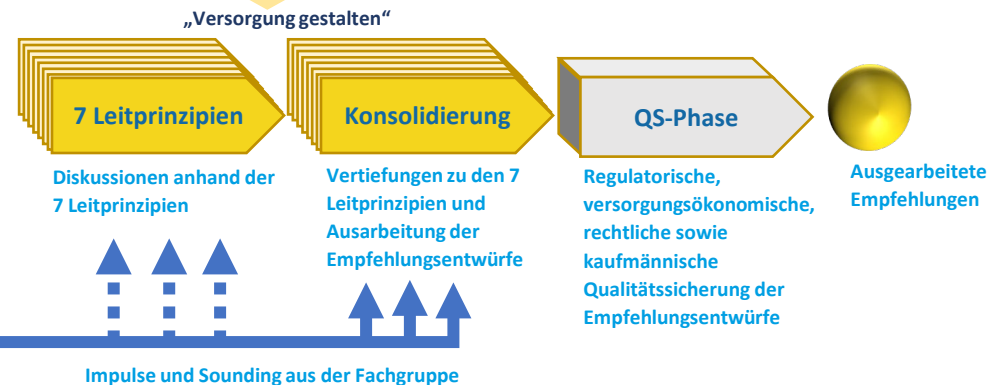 „Versorgung gestalten“
7 Leitprinzipien
Konsolidierung
QS-Phase
Diskussionen anhand der
7 Leitprinzipien
Vertiefungen zu den 7
Leitprinzipien und
Ausarbeitung der
Empfehlungsentwürfe
Regulatorische,
versorgungsökonomische,
rechtliche sowie
kaufmännische
Qualitätssicherung der
Empfehlungsentwürfe
Ausgearbeitete
Empfehlungen
Impulse und Sounding aus der Fachgruppe